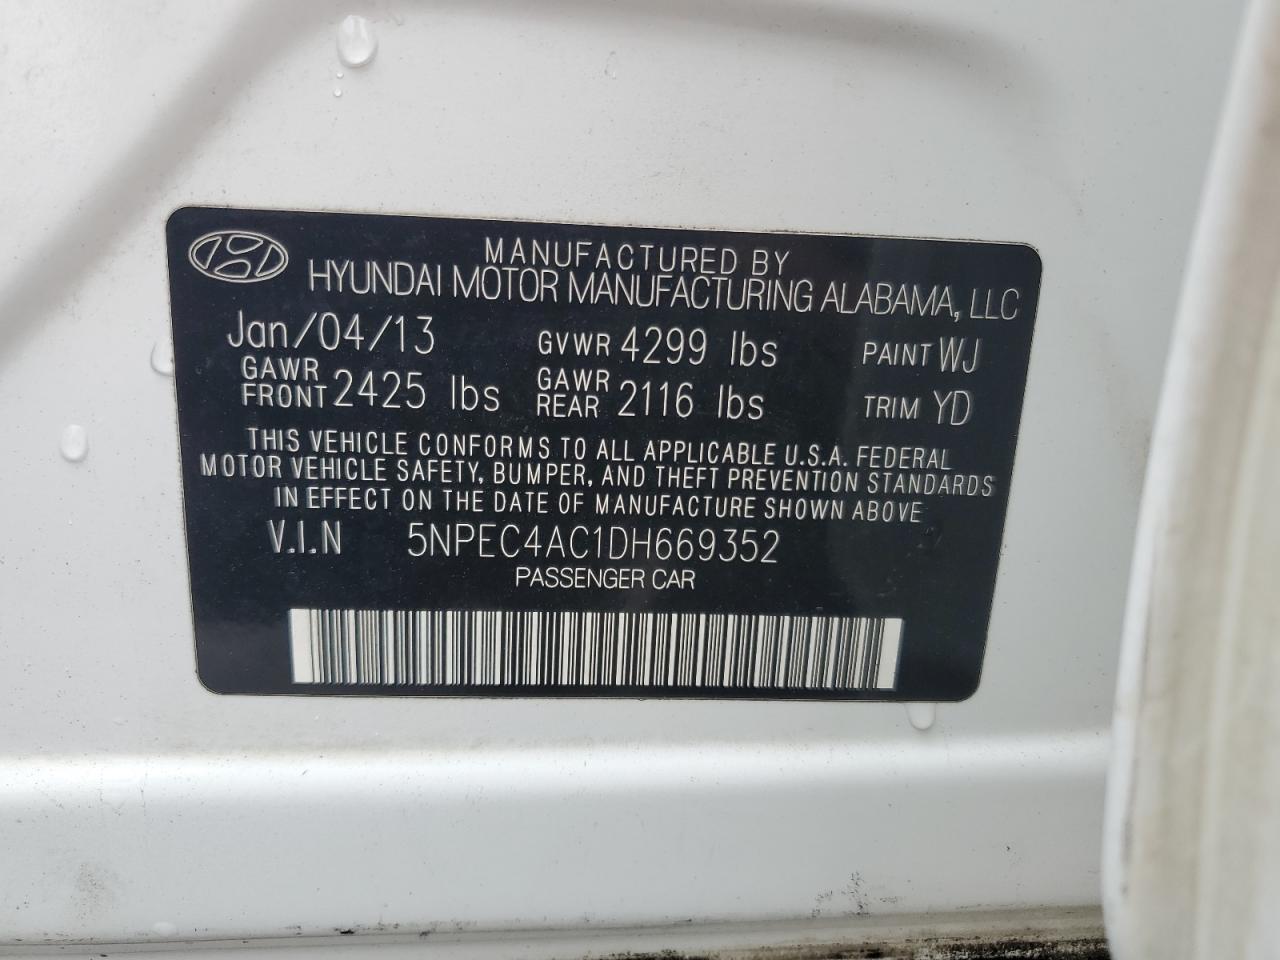 MANUFACTURED BY
HYUNDAI MOTOR MANUFACTURING ALABAMA, LLC
Jan/04/13 GVWR 4299 lbs PAINT WJ
GAWR FRONT 2425 lbs GAWR REAR 2116 lbs TRIM YD
THIS VEHICLE CONFORMS TO ALL APPLICABLE U.S.A. FEDERAL
MOTOR VEHICLE SAFETY, BUMPER, AND THEFT PREVENTION STANDARDS
IN EFFECT ON THE DATE OF MANUFACTURE SHOWN ABOVE
V.I.N 5NPEC4AC1DH669352
PASSENGER CAR